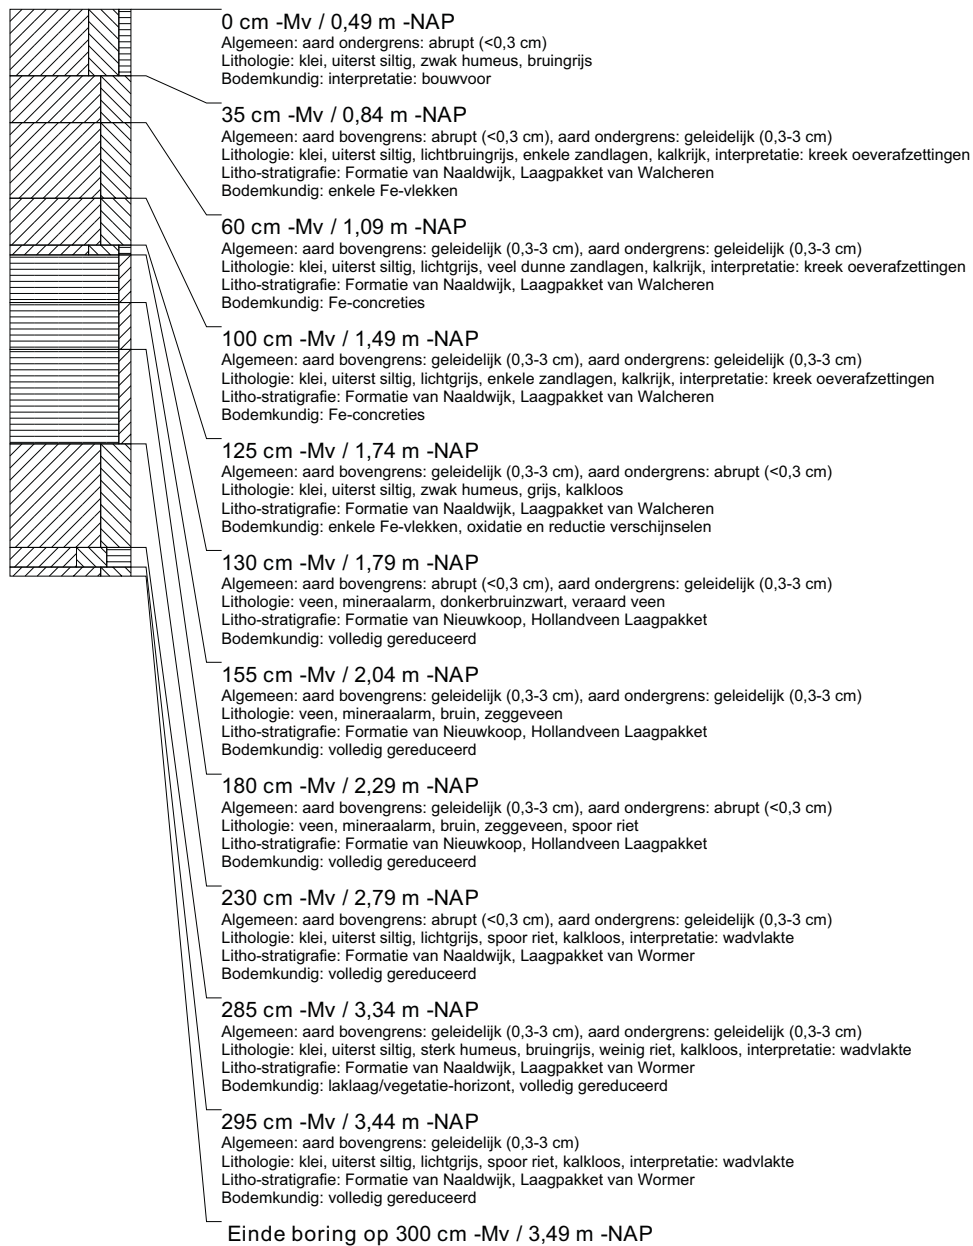 0 cm -Mv / 0,49 m -NAP
Algemeen: aard ondergrens: abrupt (<0,3 cm)
Lithologie: klei, uiterst siltig, zwak humeus, bruingrijs
Bodemkundig: interpretatie: bouwvoor
35 cm -Mv / 0,84 m -NAP
Algemeen: aard bovengrens: abrupt (<0,3 cm), aard ondergrens: geleidelijk (0,3-3 cm)
Lithologie: klei, uiterst siltig, lichtbruingrijs, enkele zandlagen, kalkrijk, interpretatie: kreek oeverafzettingen
Litho-stratigrafie: Formatie van Naaldwijk, Laagpakket van Walcheren
Bodemkundig: enkele Fe-vlekken
60 cm -Mv / 1,09 m -NAP
Algemeen: aard bovengrens: geleidelijk (0,3-3 cm), aard ondergrens: geleidelijk (0,3-3 cm)
Lithologie: klei, uiterst siltig, lichtgrijs, veel dunne zandlagen, kalkrijk, interpretatie: kreek oeverafzettingen
Litho-stratigrafie: Formatie van Naaldwijk, Laagpakket van Walcheren
Bodemkundig: Fe-concreties
100 cm -Mv / 1,49 m -NAP
Algemeen: aard bovengrens: geleidelijk (0,3-3 cm), aard ondergrens: geleidelijk (0,3-3 cm)
Lithologie: klei, uiterst siltig, lichtgrijs, enkele zandlagen, kalkrijk, interpretatie: kreek oeverafzettingen
Litho-stratigrafie: Formatie van Naaldwijk, Laagpakket van Walcheren
Bodemkundig: Fe-concreties
125 cm -Mv / 1,74 m -NAP
Algemeen: aard bovengrens: geleidelijk (0,3-3 cm), aard ondergrens: abrupt (<0,3 cm)
Lithologie: klei, uiterst siltig, zwak humeus, grijs, kalkloos
Litho-stratigrafie: Formatie van Naaldwijk, Laagpakket van Walcheren
Bodemkundig: enkele Fe-vlekken, oxidatie en reductie verschijnselen
130 cm -Mv / 1,79 m -NAP
Algemeen: aard bovengrens: abrupt (<0,3 cm), aard ondergrens: geleidelijk (0,3-3 cm)
Lithologie: veen, mineraalarm, donkerbruinzwart, veraard veen
Litho-stratigrafie: Formatie van Nieuwkoop, Hollandveen Laagpakket
Bodemkundig: volledig gereduceerd
155 cm -Mv / 2,04 m -NAP
Algemeen: aard bovengrens: geleidelijk (0,3-3 cm), aard ondergrens: geleidelijk (0,3-3 cm)
Lithologie: veen, mineraalarm, bruin, zeggeveen
Litho-stratigrafie: Formatie van Nieuwkoop, Hollandveen Laagpakket
Bodemkundig: volledig gereduceerd
180 cm -Mv / 2,29 m -NAP
Algemeen: aard bovengrens: geleidelijk (0,3-3 cm), aard ondergrens: abrupt (<0,3 cm)
Lithologie: veen, mineraalarm, bruin, zeggeveen, spoor riet
Litho-stratigrafie: Formatie van Nieuwkoop, Hollandveen Laagpakket
Bodemkundig: volledig gereduceerd
230 cm -Mv / 2,79 m -NAP
Algemeen: aard bovengrens: abrupt (<0,3 cm), aard ondergrens: geleidelijk (0,3-3 cm)
Lithologie: klei, uiterst siltig, lichtgrijs, spoor riet, kalkloos, interpretatie: wadvlakte
Litho-stratigrafie: Formatie van Naaldwijk, Laagpakket van Wormer
Bodemkundig: volledig gereduceerd
285 cm -Mv / 3,34 m -NAP
Algemeen: aard bovengrens: geleidelijk (0,3-3 cm), aard ondergrens: geleidelijk (0,3-3 cm)
Lithologie: klei, uiterst siltig, sterk humeus, bruingrijs, weinig riet, kalkloos, interpretatie: wadvlakte
Litho-stratigrafie: Formatie van Naaldwijk, Laagpakket van Wormer
Bodemkundig: laklaag/vegetatie-horizont, volledig gereduceerd
295 cm -Mv / 3,44 m -NAP
Algemeen: aard bovengrens: geleidelijk (0,3-3 cm)
Lithologie: klei, uiterst siltig, lichtgrijs, spoor riet, kalkloos, interpretatie: wadvlakte
Litho-stratigrafie: Formatie van Naaldwijk, Laagpakket van Wormer
Bodemkundig: volledig gereduceerd
Einde boring op 300 cm -Mv / 3,49 m -NAP